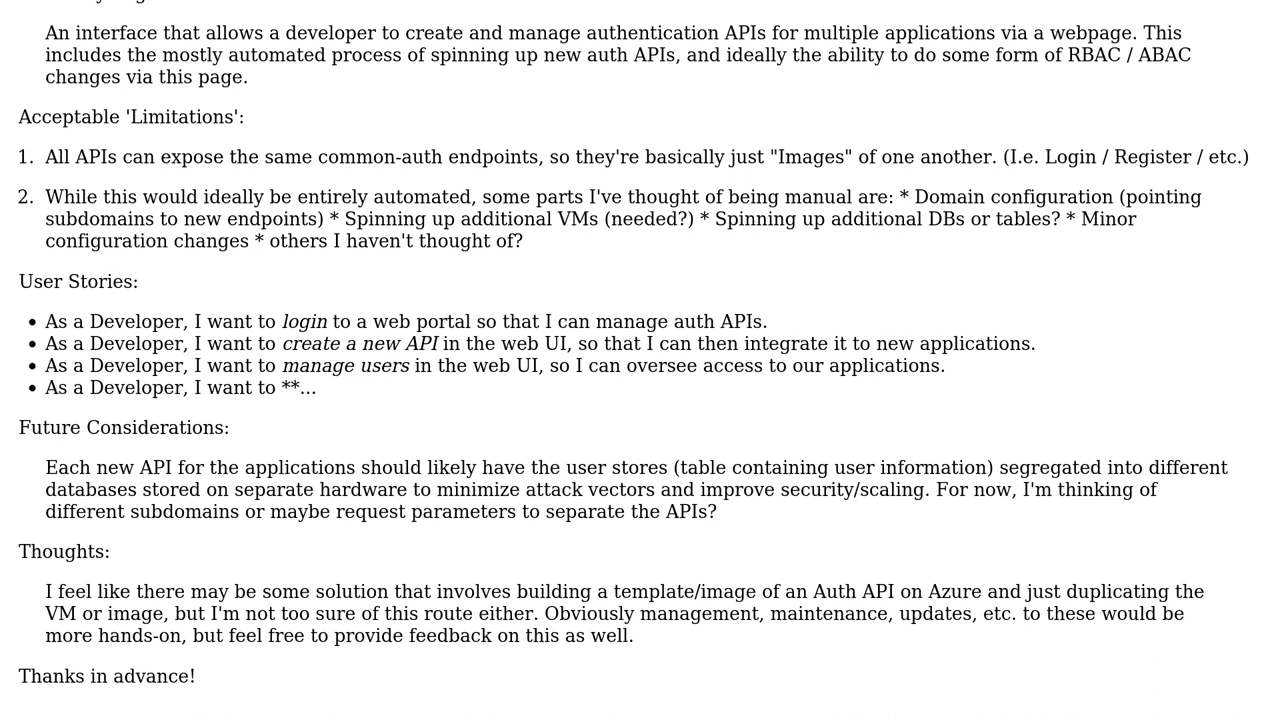 An interface that allows a developer to create and manage authentication APIs for multiple applications via a webpage. This
includes the mostly automated process of spinning up new auth APIs, and ideally the ability to do some form of RBAC / ABAC
changes via this page.
Acceptable 'Limitations':
1. All APIs can expose the same common-auth endpoints, so they're basically just "Images" of one another. (I.e. Login / Register / etc.)
2. While this would ideally be entirely automated, some parts I've thought of being manual are: * Domain configuration (pointing
subdomains to new endpoints) * Spinning up additional VMs (needed?) * Spinning up additional DBs or tables? * Minor
configuration changes * others I haven't thought of?
User Stories:
• As a Developer, I want to login to a web portal so that I can manage auth APIs.
• As a Developer, I want to create a new API in the web UI, so that I can then integrate it to new applications.
• As a Developer, I want to manage users in the web UI, so I can oversee access to our applications.
• As a Developer, I want to **...
Future Considerations:
Each new API for the applications should likely have the user stores (table containing user information) segregated into different
databases stored on separate hardware to minimize attack vectors and improve security/scaling. For now, I'm thinking of
different subdomains or maybe request parameters to separate the APIs?
Thoughts:
I feel like there may be some solution that involves building a template/image of an Auth API on Azure and just duplicating the
VM or image, but I'm not too sure of this route either. Obviously management, maintenance, updates, etc. to these would be
more hands-on, but feel free to provide feedback on this as well.
Thanks in advance!